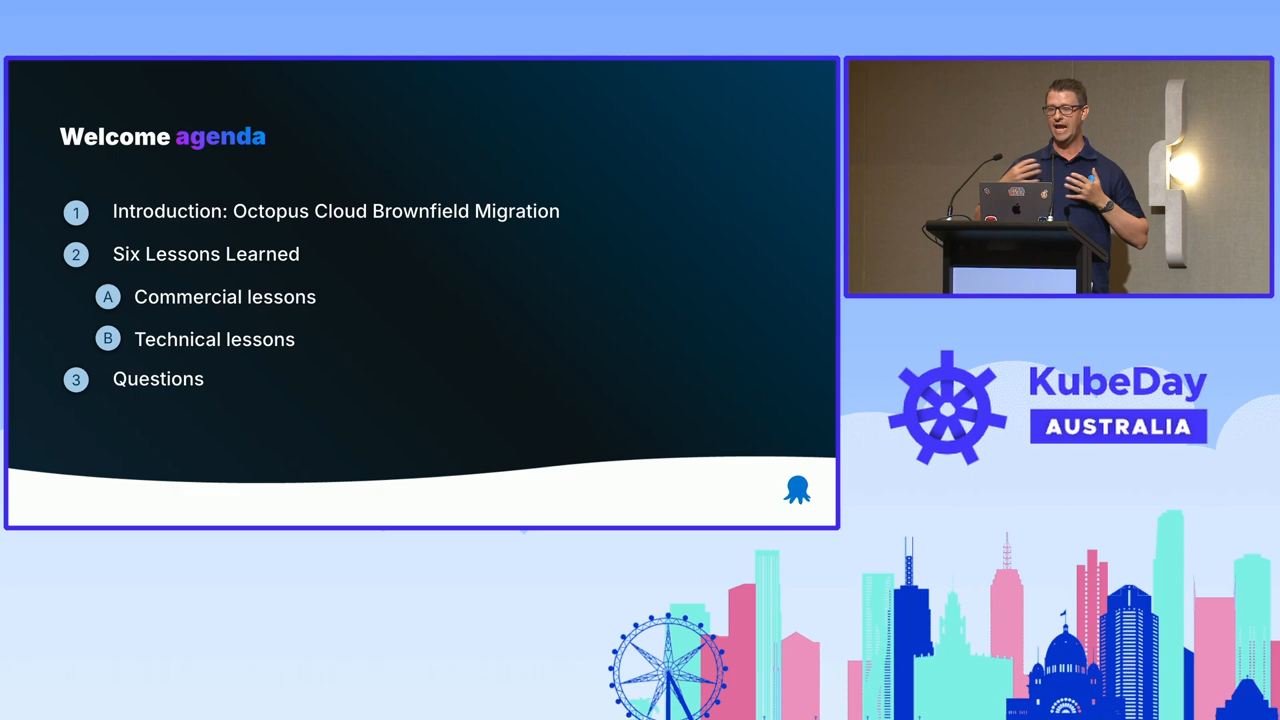 Welcome agenda
1 Introduction: Octopus Cloud Brownfield Migration
2 Six Lessons Learned
A Commercial lessons
B Technical lessons
3 Questions
KubeDay
AUSTRALIA